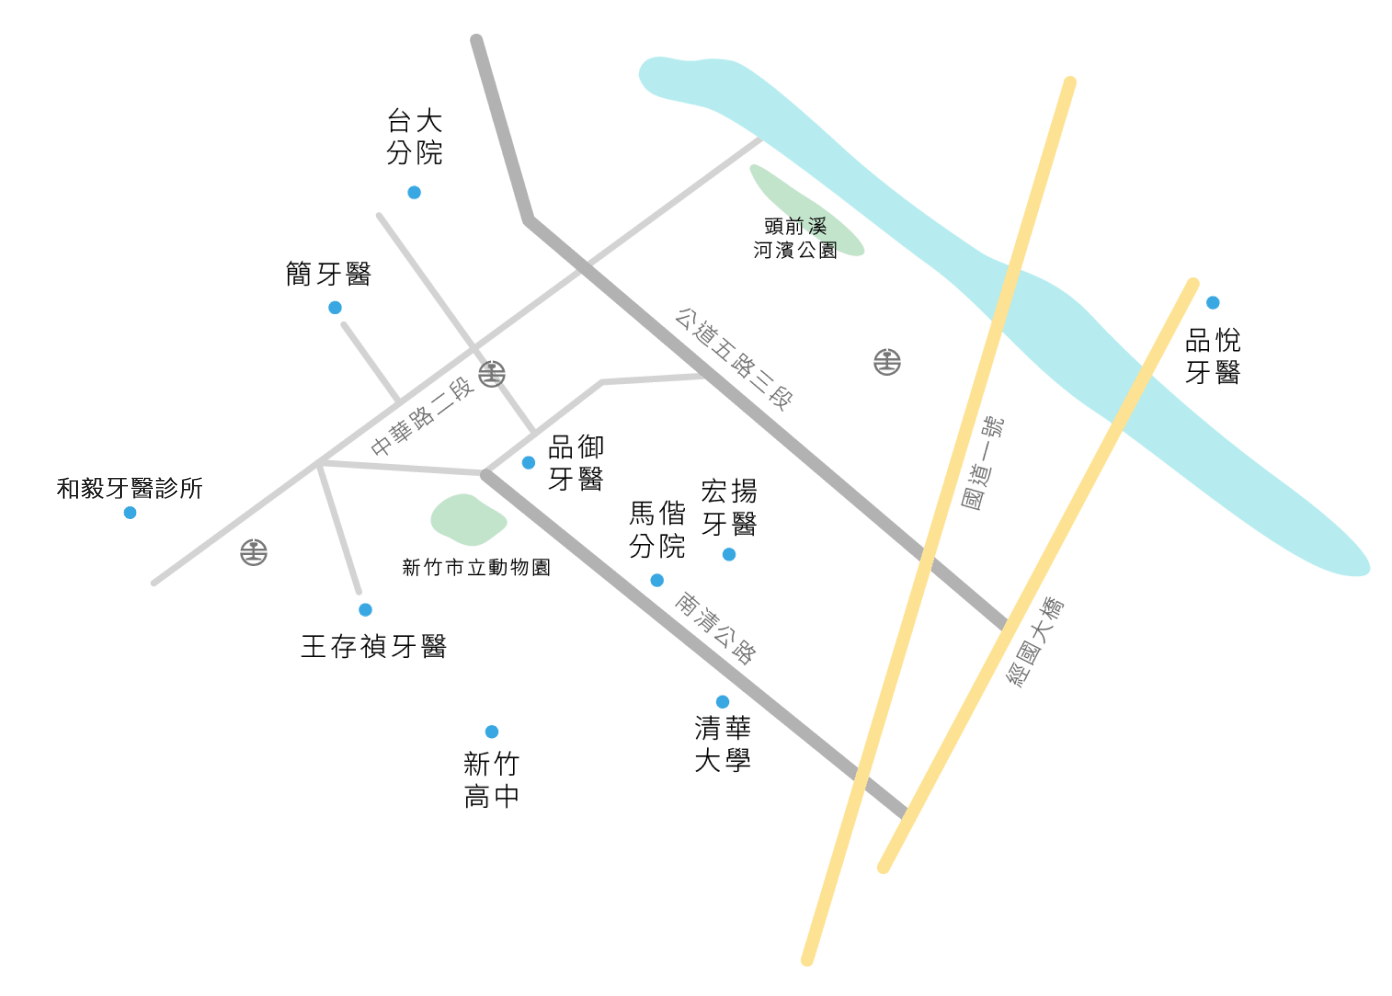 台大
分院
頭前溪
河濱公園
簡牙醫
公道五路三段
品悅
牙醫
中華路二段
國道一號
品御
牙醫
和毅牙醫診所
宏揚
牙醫
馬偕
分院
新竹市立動物園
南清公路
經國大橋
王存禎牙醫
清華
大學
新竹
高中